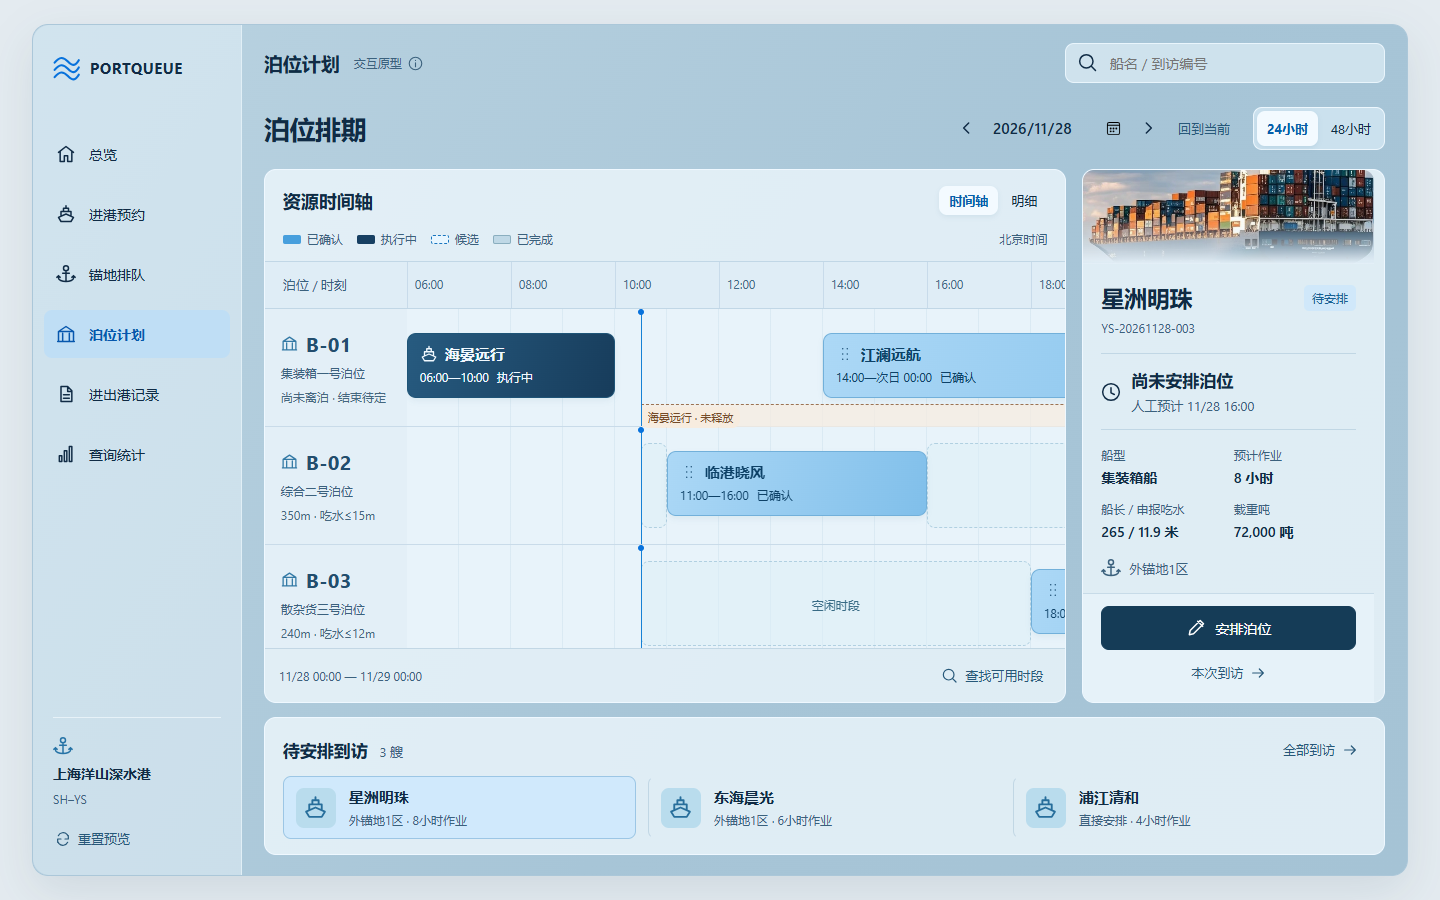 PORTQUEUE
总览
进港预约
锚地排队
泊位计划
进出港记录
查询统计
上海洋山深水港
SH–YS
重置预览
泊位计划 交互原型
船名 / 到访编号
泊位排期
2026/11/28
回到当前
24小时 48小时
资源时间轴
时间轴 明细
已确认 执行中 候选 已完成
北京时间
泊位 / 时刻 06:00 08:00 10:00 12:00 14:00 16:00 18:00
B-01
集装箱一号泊位
尚未离泊 · 结束待定
海晏远行
06:00—10:00 执行中
江澜远航
14:00—次日 00:00 已确认
海晏远行 · 未释放
B-02
综合二号泊位
350m · 吃水≤15m
临港晓风
11:00—16:00 已确认
B-03
散杂货三号泊位
240m · 吃水≤12m
空闲时段
18:0
11/28 00:00 — 11/29 00:00
查找可用时段
星洲明珠
待安排
YS-20261128-003
尚未安排泊位
人工预计 11/28 16:00
船型 预计作业
集装箱船 8 小时
船长 / 申报吃水 载重吨
265 / 11.9 米 72,000 吨
外锚地1区
安排泊位
本次到访
待安排到访 3 艘
全部到访
星洲明珠
外锚地1区 · 8小时作业
东海晨光
外锚地1区 · 6小时作业
浦江清和
直接安排 · 4小时作业